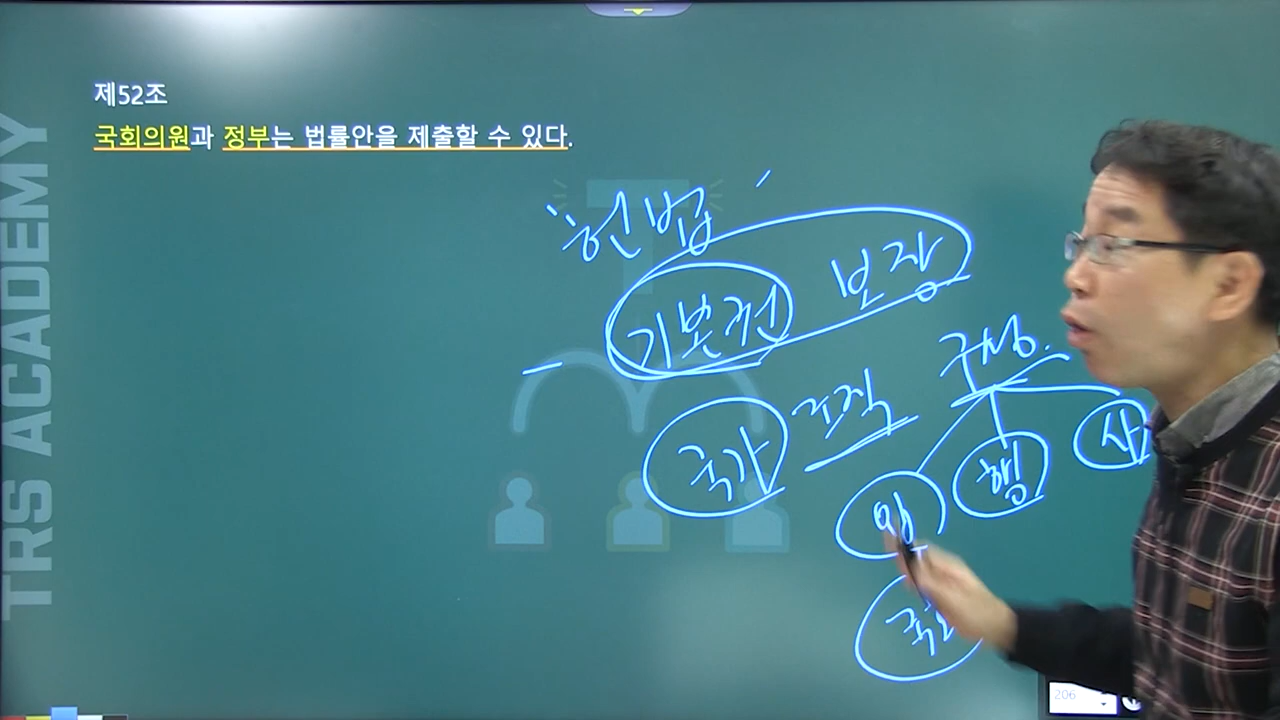 제52조
국회의원과 정부는 법률안을 제출할 수 있다.
헌법
기본권 보장
국가 조직 구성.
입 행 사
국회
TRS ACADEMY
206